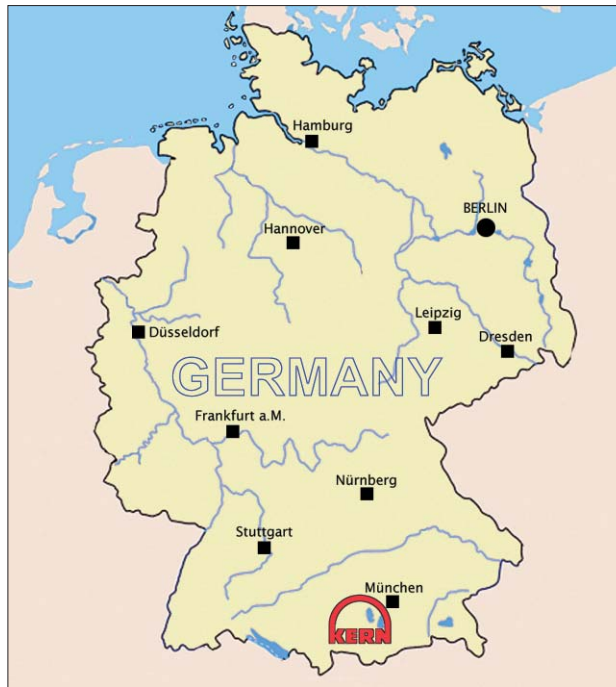 Hamburg
BERLIN
Hannover
Leipzig
Düsseldorf
Dresden
GERMANY
Frankfurt a.M.
Nürnberg
Stuttgart
München
KERN